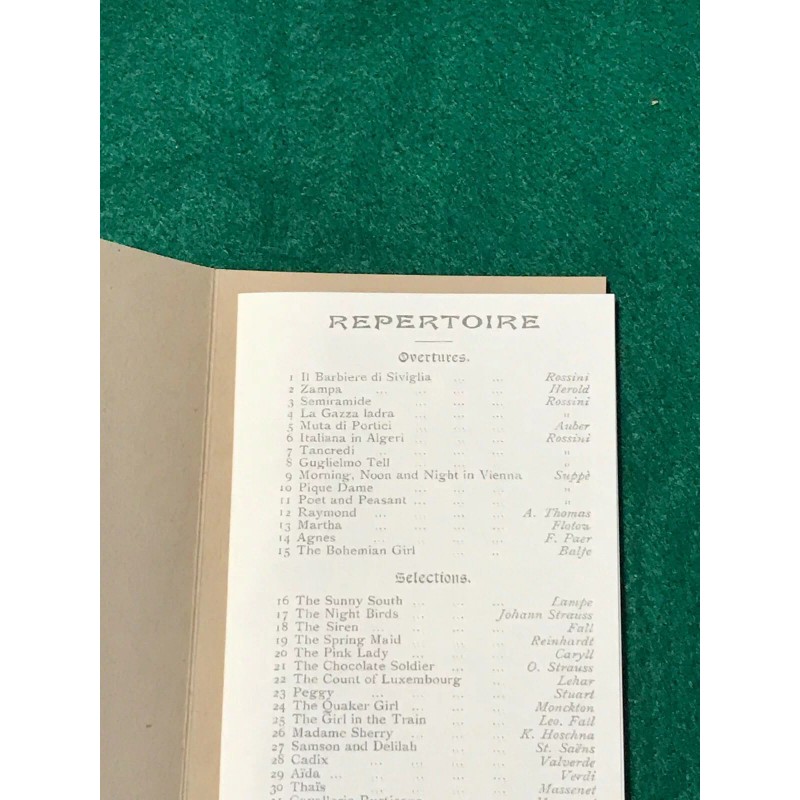 REPERTOIRE
Overtures.
1 Il Barbiere di Siviglia ... ... Rossini
2 Zampa ... ... ... Herold
3 Semiramide ... ... Rossini
4 La Gazza ladra ... ... "
5 Muta di Portici ... ... Auber
6 Italiana in Algeri ... ... Rossini
7 Tancredi ... ... ... "
8 Guglielmo Tell ... ... "
9 Morning, Noon and Night in Vienna Suppè
10 Pique Dame ... ... "
11 Poet and Peasant ... ... ... "
12 Raymond ... ... ... A. Thomas
13 Martha ... ... ... Flotow
14 Agnes ... ... ... F. Paer
15 The Bohemian Girl ... ... Balfe
Selections.
16 The Sunny South ... ... ... Lampe
17 The Night Birds ... ... Johann Strauss
18 The Siren ... ... ... Fall
19 The Spring Maid ... ... Reinhardt
20 The Pink Lady ... ... ... Caryll
21 The Chocolate Soldier ... ... O. Strauss
22 The Count of Luxembourg ... Lehar
23 Peggy ... ... ... Stuart
24 The Quaker Girl ... ... ... Monckton
25 The Girl in the Train ... ... Leo. Fall
26 Madame Sherry ... ... K. Hoschna
27 Samson and Delilah ... ... St. Saëns
28 Cadix ... ... ... Valverde
29 Aïda ... ... ... ... Verdi
30 Thaïs ... ... ... Massenet